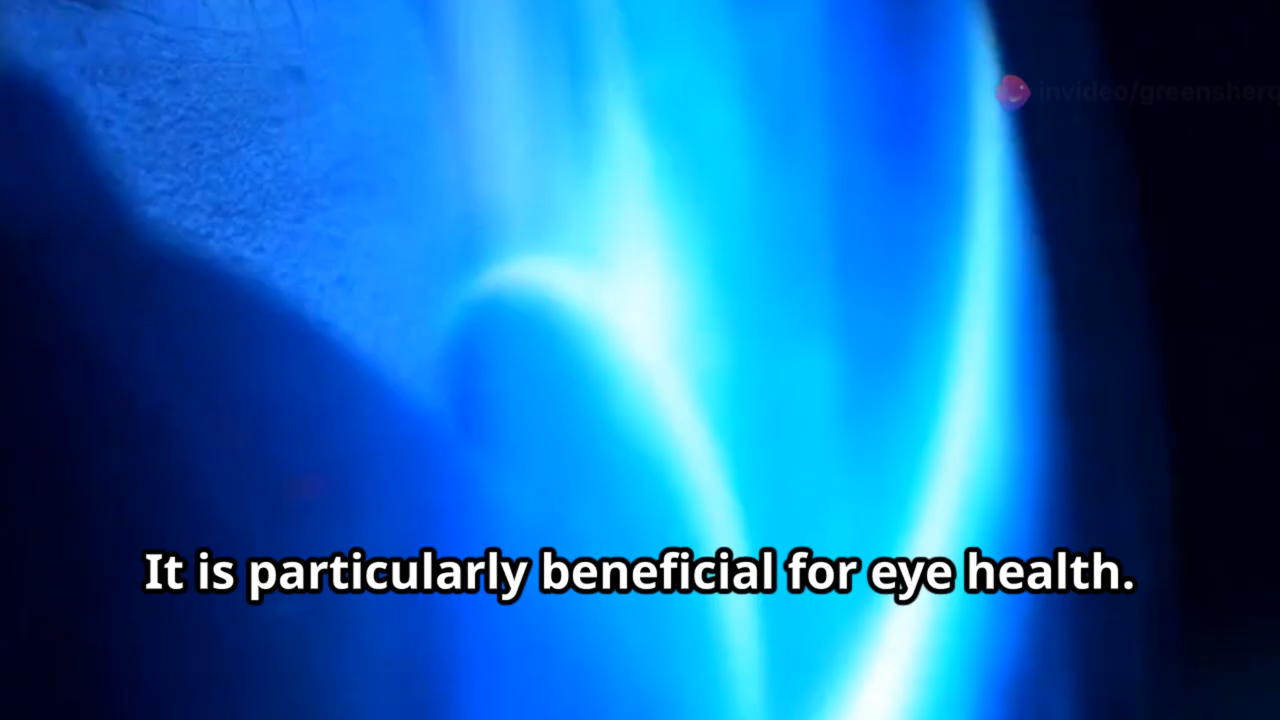 invideo/greenshero
It is particularly beneficial for eye health.